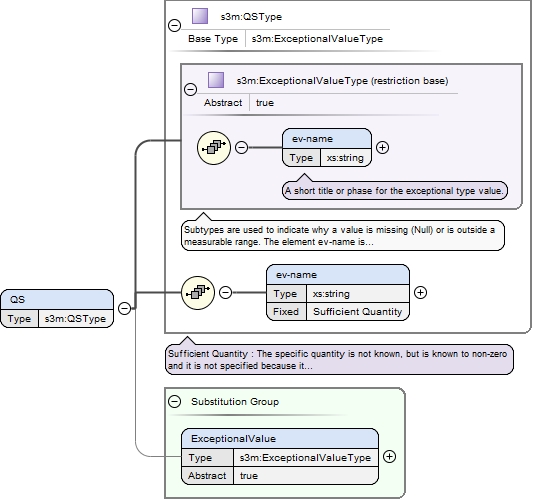 s3m:QSType
Base Type s3m:ExceptionalValueType
s3m:ExceptionalValueType (restriction base)
Abstract true
ev-name
Type xs:string
A short title or phase for the exceptional type value.
Subtypes are used to indicate why a value is missing (Null) or is outside a
measurable range. The element ev-name is...
ev-name
Type xs:string
Fixed Sufficient Quantity
QS
Type s3m:QSType
Sufficient Quantity : The specific quantity is not known, but is known to non-zero
and it is not specified because it...
Substitution Group
ExceptionalValue
Type s3m:ExceptionalValueType
Abstract true